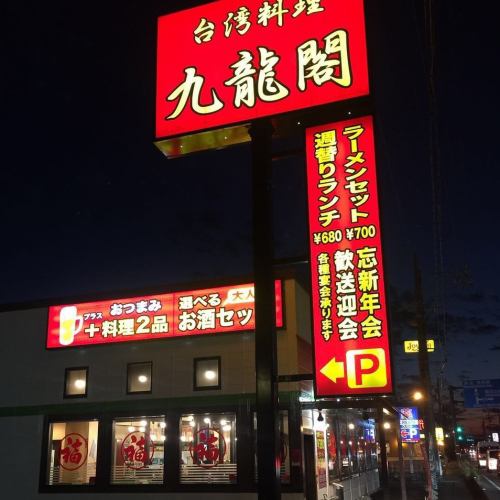 台湾料理
九龍閣
ラーメンセット
週替りランチ
¥680 ¥700
忘新年会
歓送迎会
各種宴会承ります
P
プラス おつまみ
+料理2品
選べる
お酒セッ
大人
福
福
福